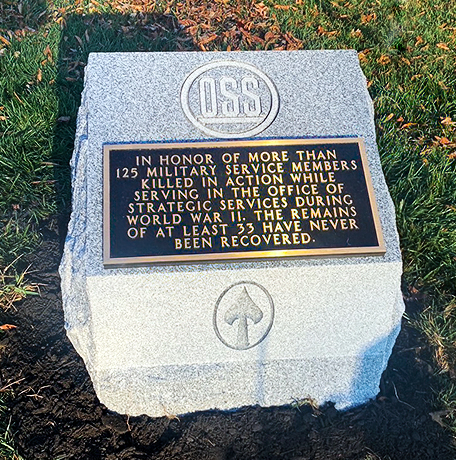 OSS
IN HONOR OF MORE THAN
125 MILITARY SERVICE MEMBERS
KILLED IN ACTION WHILE
SERVING IN THE OFFICE OF
STRATEGIC SERVICES DURING
WORLD WAR II. THE REMAINS
OF AT LEAST 33 HAVE NEVER
BEEN RECOVERED.